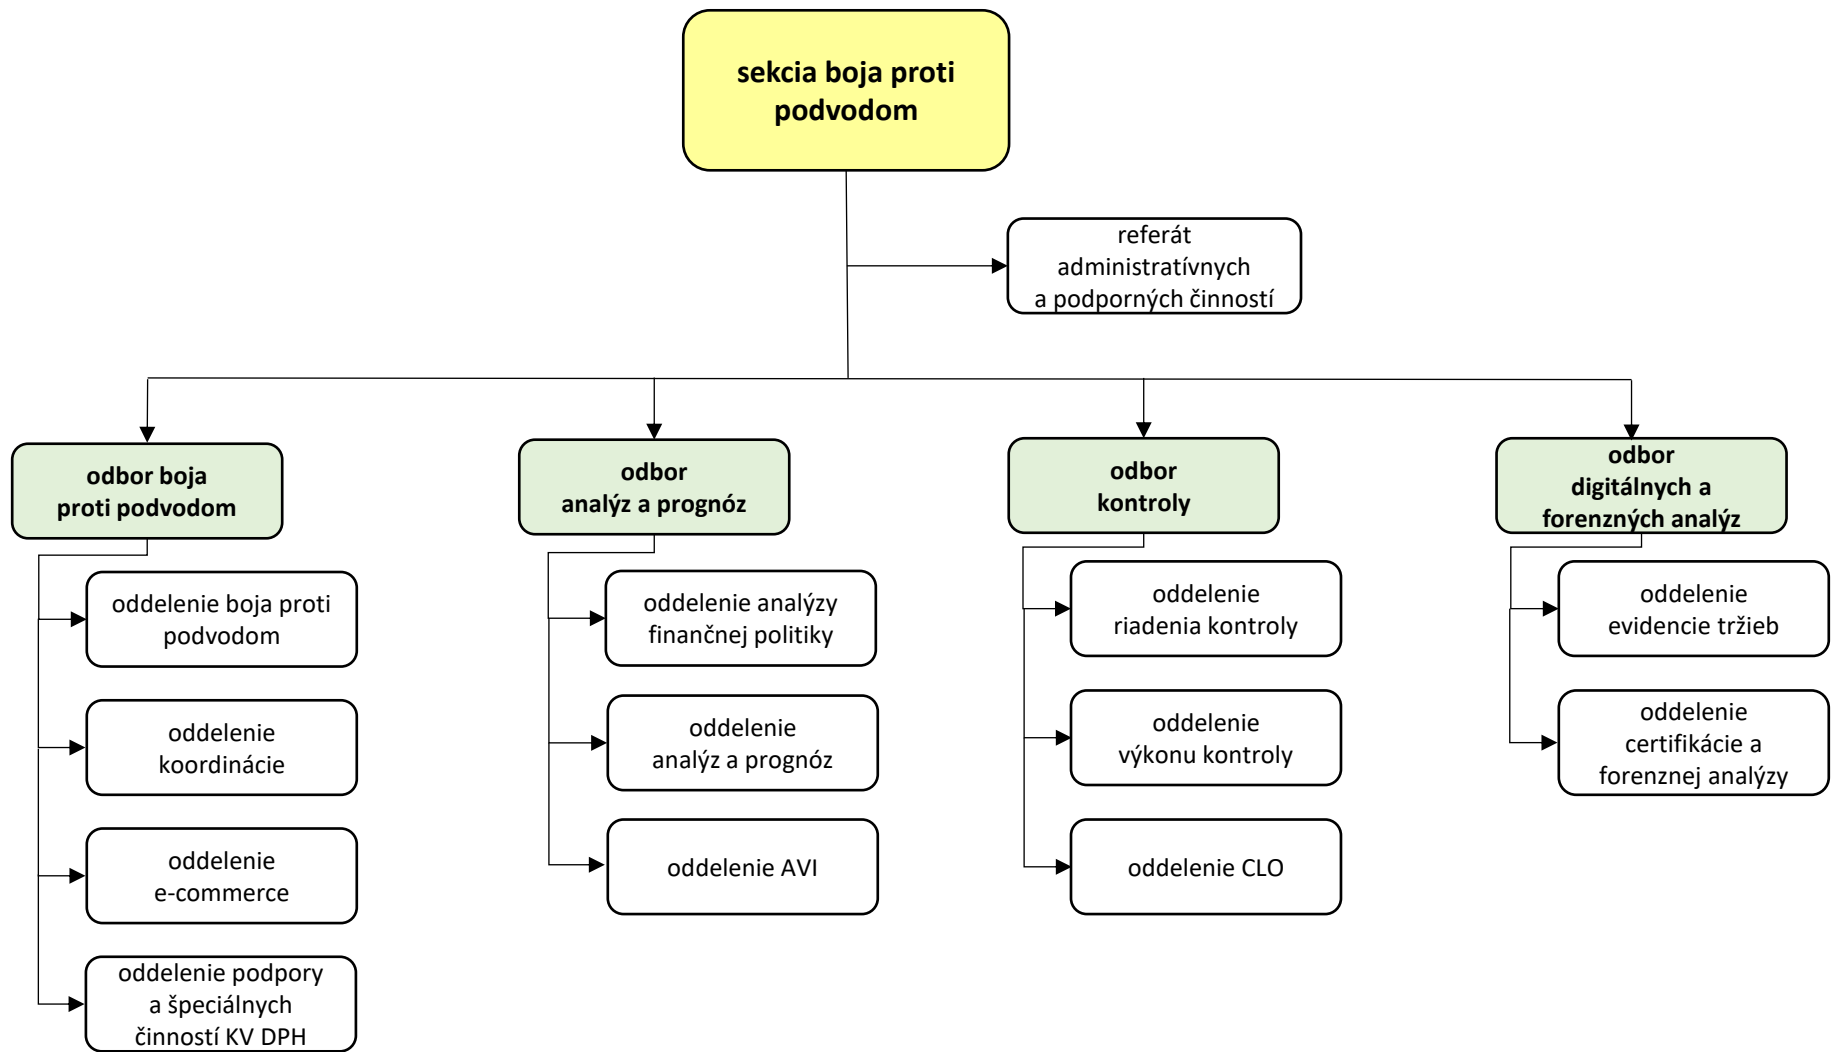 sekcia boja proti
podvodom
referát
administratívnych
a podporných činností
odbor boja
proti podvodom
odbor
analýz a prognóz
odbor
kontroly
odbor
digitálnych a
forenzných analýz
oddelenie boja proti
podvodom
oddelenie
koordinácie
oddelenie
e-commerce
oddelenie podpory
a špeciálnych
činností KV DPH
oddelenie analýzy
finančnej politiky
oddelenie
analýz a prognóz
oddelenie AVI
oddelenie
riadenia kontroly
oddelenie
výkonu kontroly
oddelenie CLO
oddelenie
evidencie tržieb
oddelenie
certifikácie a
forenznej analýzy